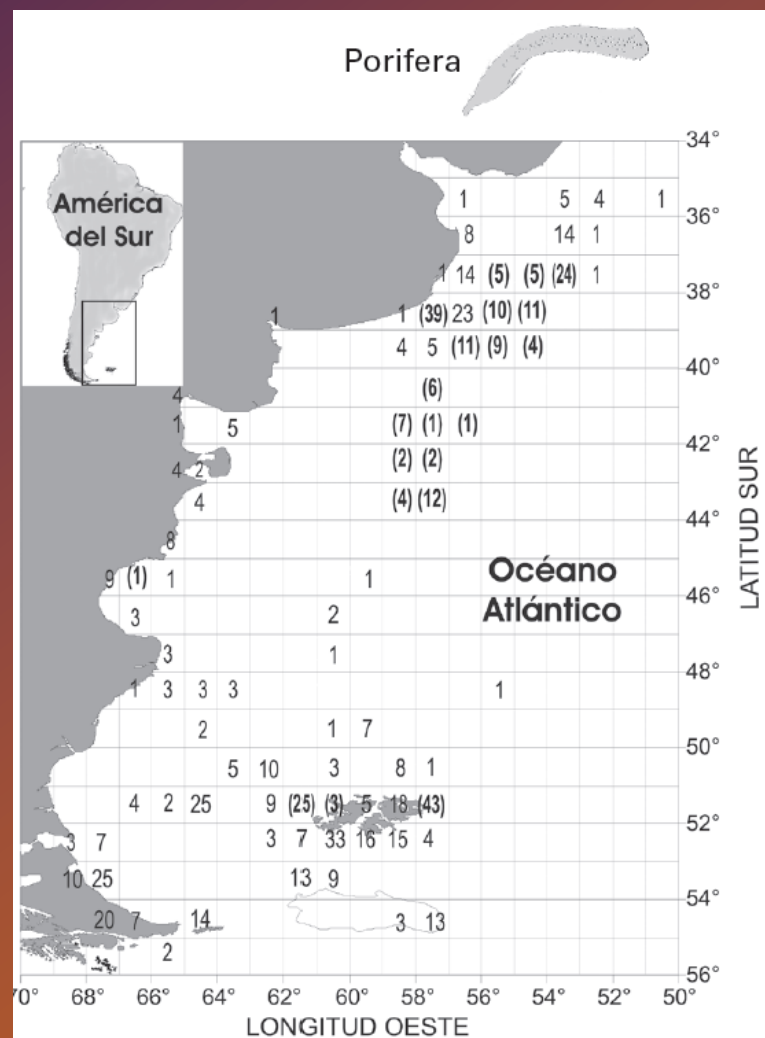 Porifera
América
del Sur
34°
1 5 4 1
36°
8 14 1
1 14 (5) (5) (24) 1
38°
1 1 (39) 23 (10) (11)
4 5 (11) (9) (4)
40°
4 (6)
1 5 (7) (1) (1)
42°
4 2 (2) (2)
4 (4) (12)
44°
8
9 (1) 1 1
Océano
Atlántico
46°
3 2
3 1
48°
1 3 3 3 1
2 1 7
50°
5 10 3 8 1
4 2 25 9 (25) (3) 5 18 (43)
52°
3 7 3 7 33 16 15 4
10 25 13 9
54°
20 7 14 3 13
2
56°
70° 68° 66° 64° 62° 60° 58° 56° 54° 52° 50°
LONGITUD OESTE
LATITUD SUR